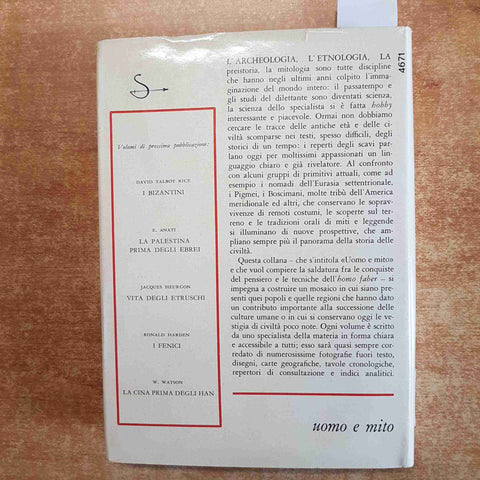 4671
L'ARCHEOLOGIA, L'ETNOLOGIA, LA
preistoria, la mitologia sono tutte discipline
che hanno negli ultimi anni colpito l'imma-
ginazione del mondo intero: il passatempo e
gli studi del dilettante sono diventati scienza,
la scienza dello specialista si è fatta hobby
interessante e piacevole. Ormai non dobbiamo
cercare le tracce delle antiche età e delle ci-
viltà scomparse nei testi, spesso difficili, degli
storici di un tempo: i reperti degli scavi par-
lano oggi per moltissimi appassionati un lin-
guaggio chiaro e già rivelatore. Al confronto
con alcuni gruppi di primitivi attuali, come ad
esempio i nomadi dell'Eurasia settentrionale,
i Pigmei, i Boscimani, molte tribù dell'America
meridionale ed altri, che conservano le soprav-
vivenze di remoti costumi, le scoperte sul ter-
reno e le tradizioni orali di miti e leggende
si illuminano di nuove prospettive, che am-
pliano sempre più il panorama della storia delle
civiltà.
Questa collana – che s'intitola «Uomo e mito»
e che vuol compiere la saldatura fra le conquiste
del pensiero e le tecniche dell'homo faber – si
impegna a costruire un mosaico in cui siano pre-
senti quei popoli e quelle regioni che hanno dato
un contributo importante alla successione delle
culture umane o in cui si conservano oggi le ve-
stigia di civiltà poco note. Ogni volume è scritto
da uno specialista della materia in forma chiara
e accessibile a tutti; esso sarà quasi sempre cor-
redato di numerosissime fotografie fuori testo,
disegni, carte geografiche, tavole cronologiche,
repertori di consultazione e indici analitici.
Volumi di prossima pubblicazione:
DAVID TALBOT RICE
I BIZANTINI
E. ANATI
LA PALESTINA
PRIMA DEGLI EBREI
JACQUES HEURGON
VITA DEGLI ETRUSCHI
RONALD HARDEN
I FENICI
W. WATSON
LA CINA PRIMA DEGLI HAN
uomo e mito